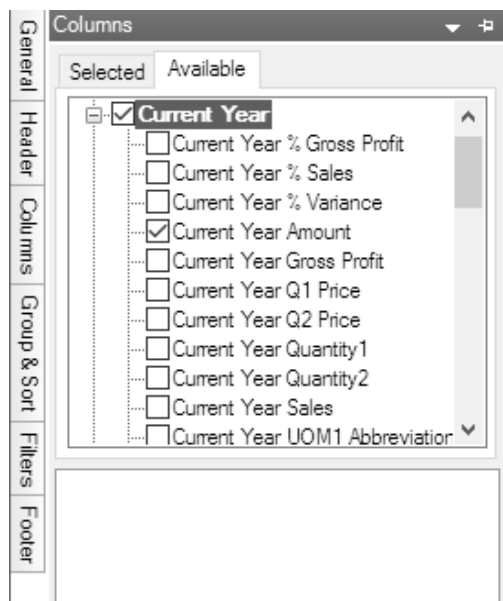 Columns
Selected Available
Current Year
Current Year % Gross Profit
Current Year % Sales
Current Year % Variance
Current Year Amount
Current Year Gross Profit
Current Year Q1 Price
Current Year Q2 Price
Current Year Quantity1
Current Year Quantity2
Current Year Sales
Current Year UOM1 Abbreviation
General
Header
Columns
Group & Sort
Filters
Footer